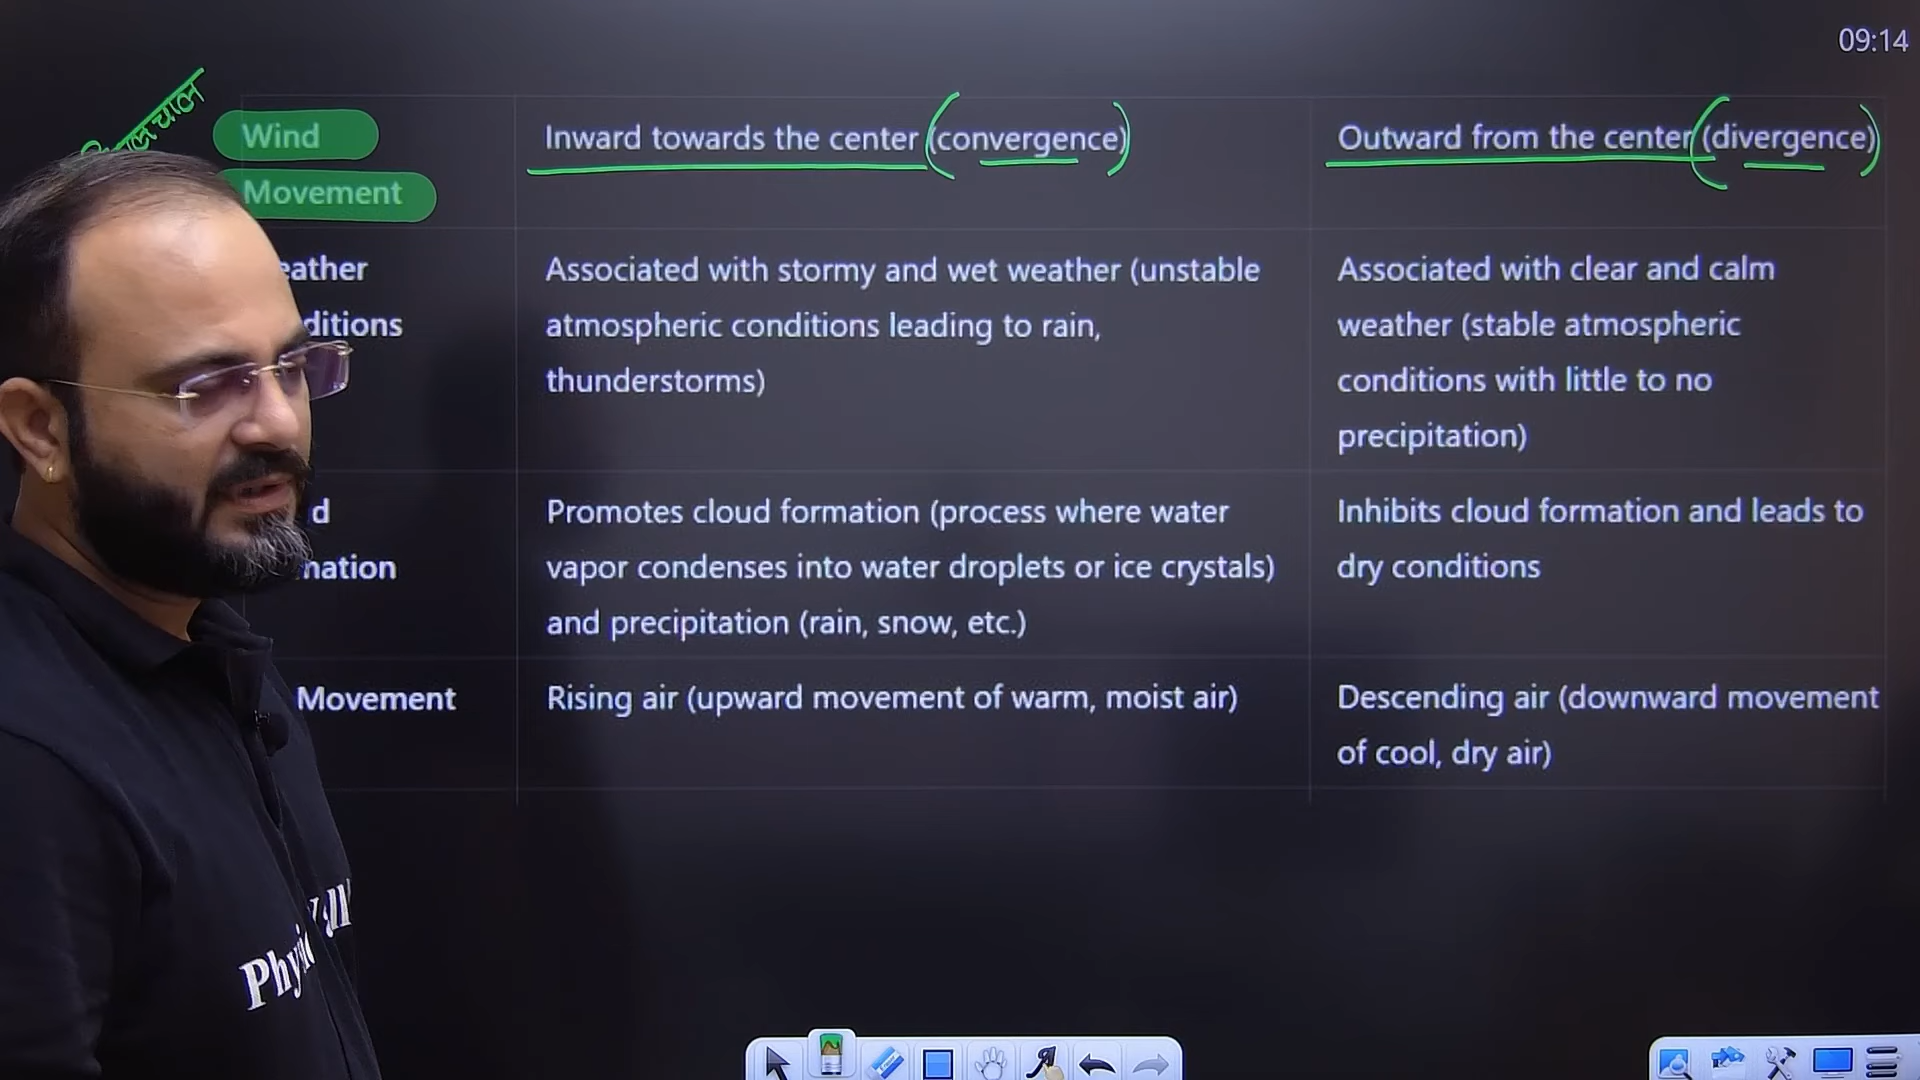 09:14
Wind
Movement
Inward towards the center (convergence)
Outward from the center (divergence)
eather
ditions
Associated with stormy and wet weather (unstable
atmospheric conditions leading to rain,
thunderstorms)
Associated with clear and calm
weather (stable atmospheric
conditions with little to no
precipitation)
d
mation
Promotes cloud formation (process where water
vapor condenses into water droplets or ice crystals)
and precipitation (rain, snow, etc.)
Inhibits cloud formation and leads to
dry conditions
Movement
Rising air (upward movement of warm, moist air)
Descending air (downward movement
of cool, dry air)